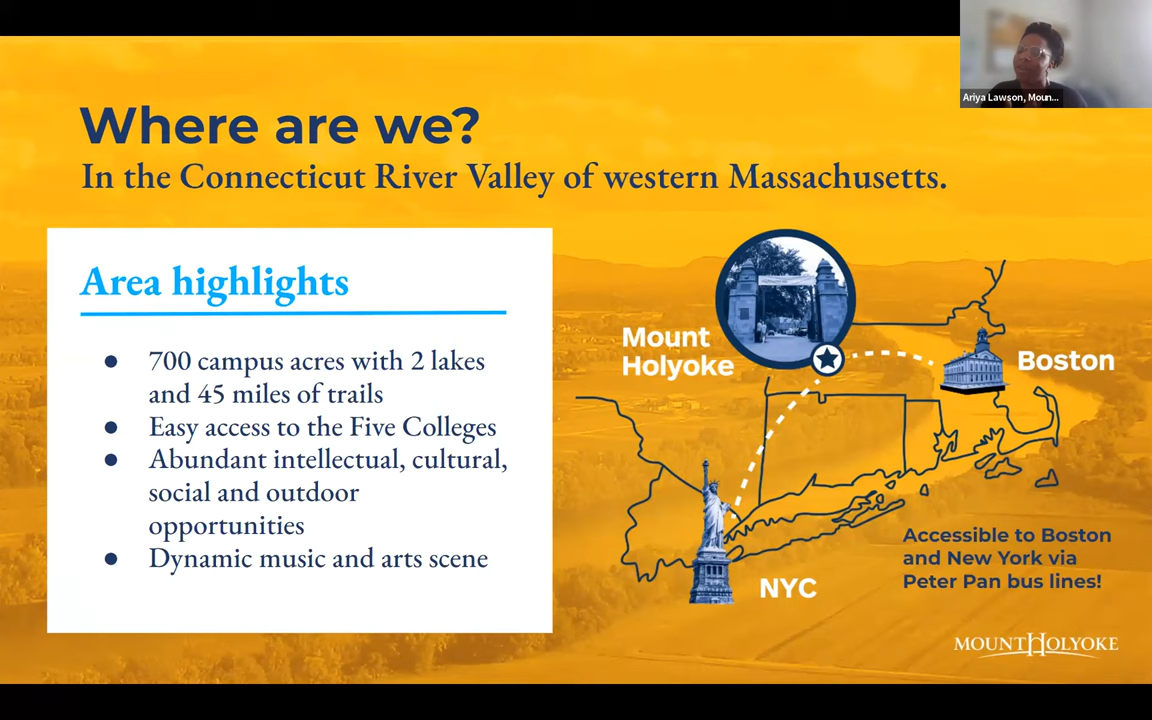 Ariya Lawson, Moun...
Where are we?
In the Connecticut River Valley of western Massachusetts.
Area highlights
● 700 campus acres with 2 lakes
and 45 miles of trails
● Easy access to the Five Colleges
● Abundant intellectual, cultural,
social and outdoor
opportunities
● Dynamic music and arts scene
Mount
Holyoke
Boston
NYC
Accessible to Boston
and New York via
Peter Pan bus lines!
MOUNT HOLYOKE